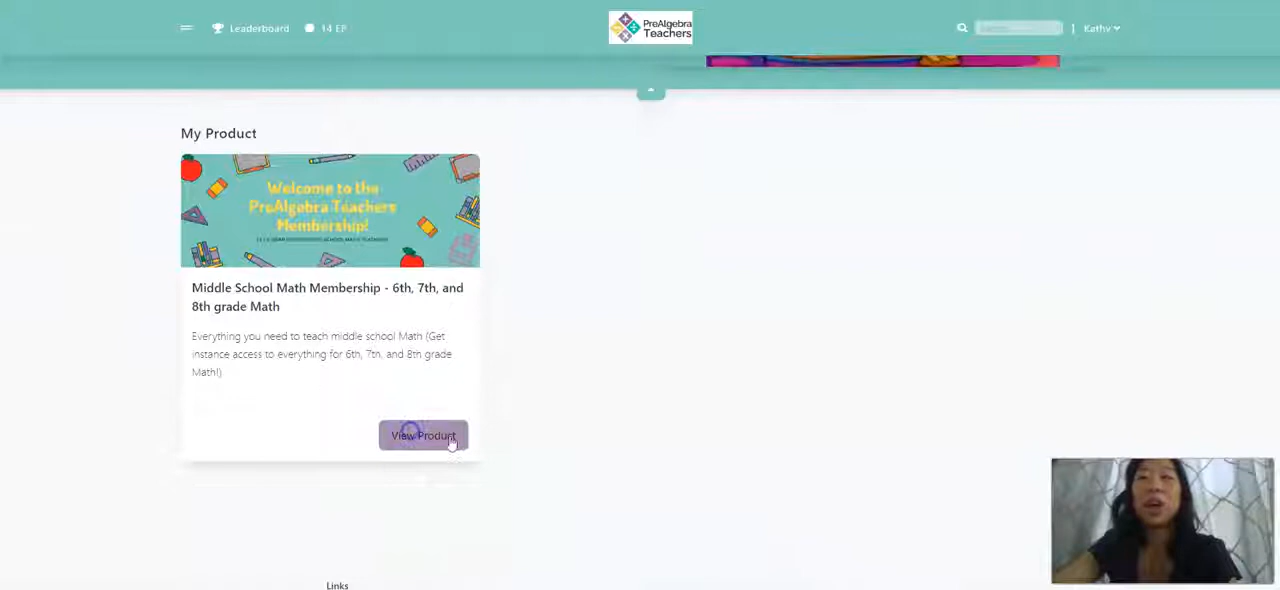 Leaderboard
14 EP
PreAlgebra
Teachers
|
Kathy
My Product
Welcome to the
PreAlgebra Teachers
Membership!
Middle School Math Membership - 6th, 7th, and
8th grade Math
Everything you need to teach middle school Math (Get
instance access to everything for 6th, 7th, and 8th grade
Math!)
View Product
Links